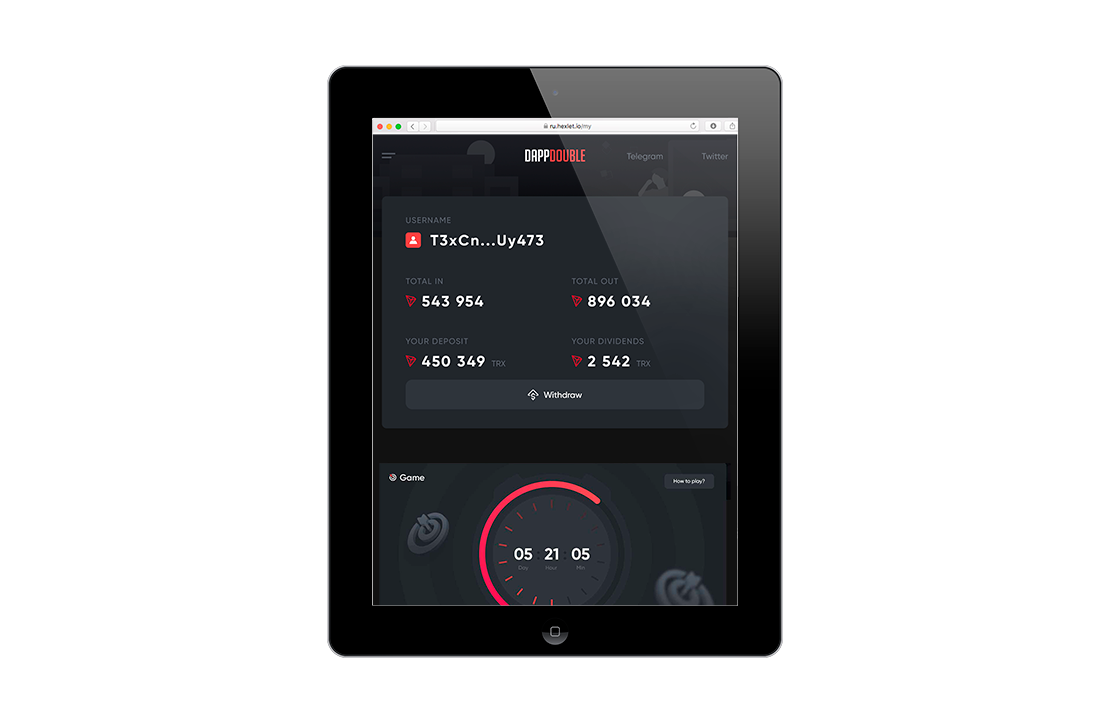 ru.hexlet.io/my
DAPPDOUBLE Telegram Twitter
USERNAME
T3xCn...Uy473
TOTAL IN TOTAL OUT
543 954 896 034
YOUR DEPOSIT YOUR DIVIDENDS
450 349 TRX 2 542 TRX
Withdraw
Game How to play?
05 : 21 : 05
Day Hour Min